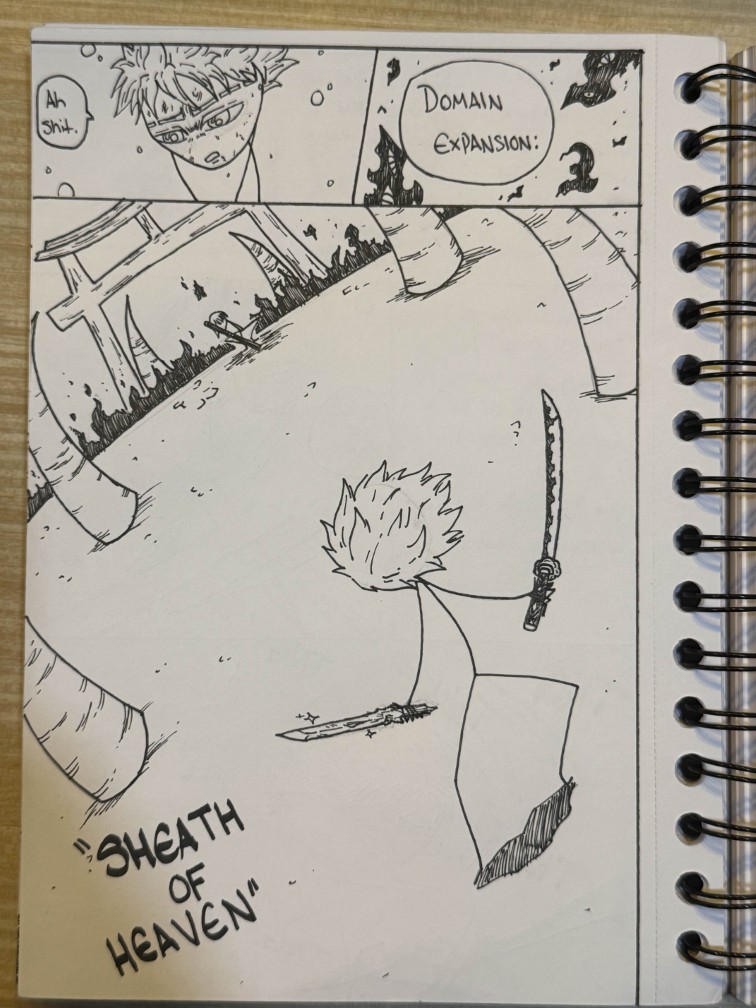 Ah
Shit.
DOMAIN
EXPANSION:
"SHEATH
OF
HEAVEN"